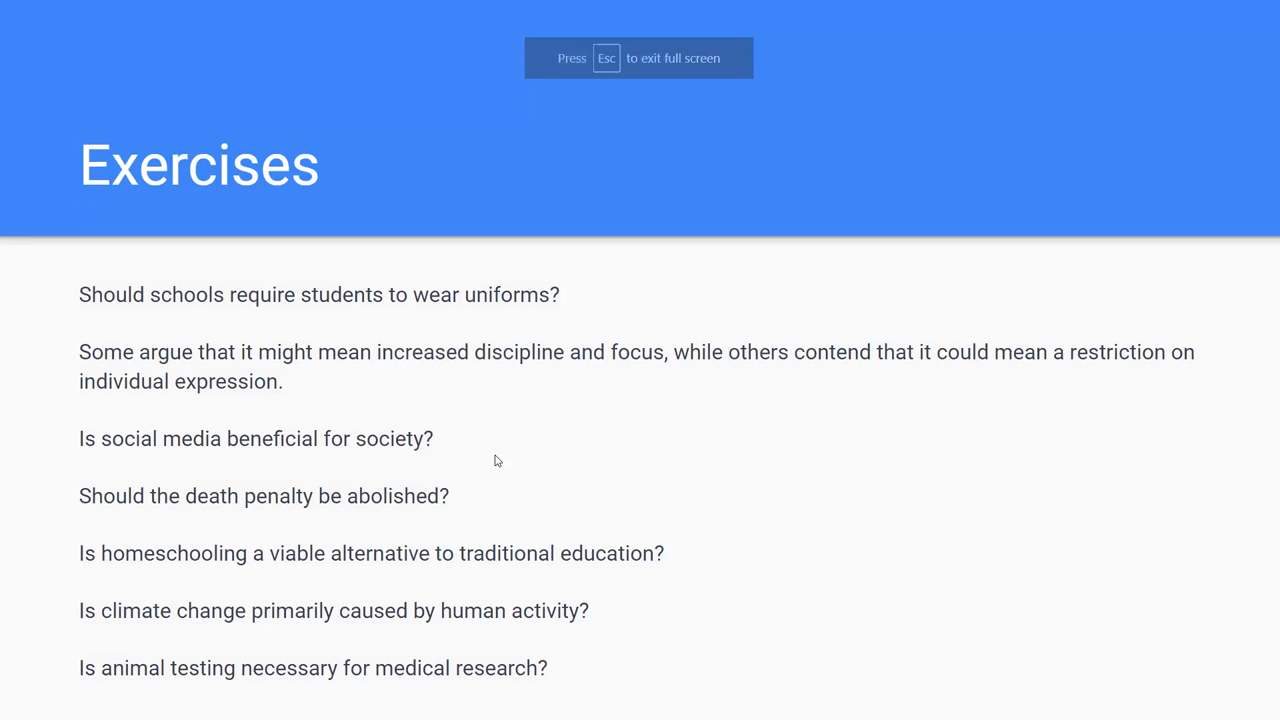 Press Esc to exit full screen
Exercises
Should schools require students to wear uniforms?
Some argue that it might mean increased discipline and focus, while others contend that it could mean a restriction on
individual expression.
Is social media beneficial for society?
Should the death penalty be abolished?
Is homeschooling a viable alternative to traditional education?
Is climate change primarily caused by human activity?
Is animal testing necessary for medical research?